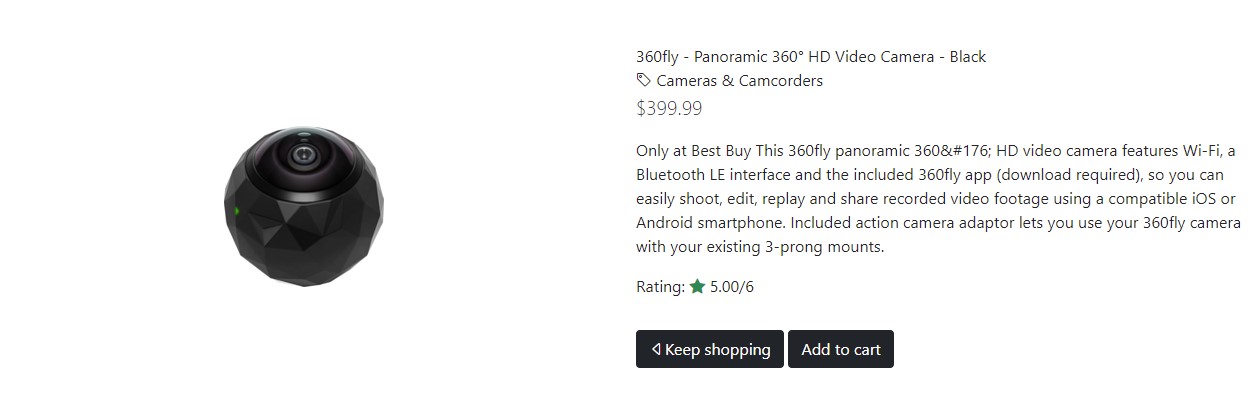 360fly - Panoramic 360° HD Video Camera - Black
Cameras & Camcorders
$399.99
Only at Best Buy This 360fly panoramic 360&#176; HD video camera features Wi-Fi, a
Bluetooth LE interface and the included 360fly app (download required), so you can
easily shoot, edit, replay and share recorded video footage using a compatible iOS or
Android smartphone. Included action camera adaptor lets you use your 360fly camera
with your existing 3-prong mounts.
Rating: 5.00/6
Keep shopping Add to cart